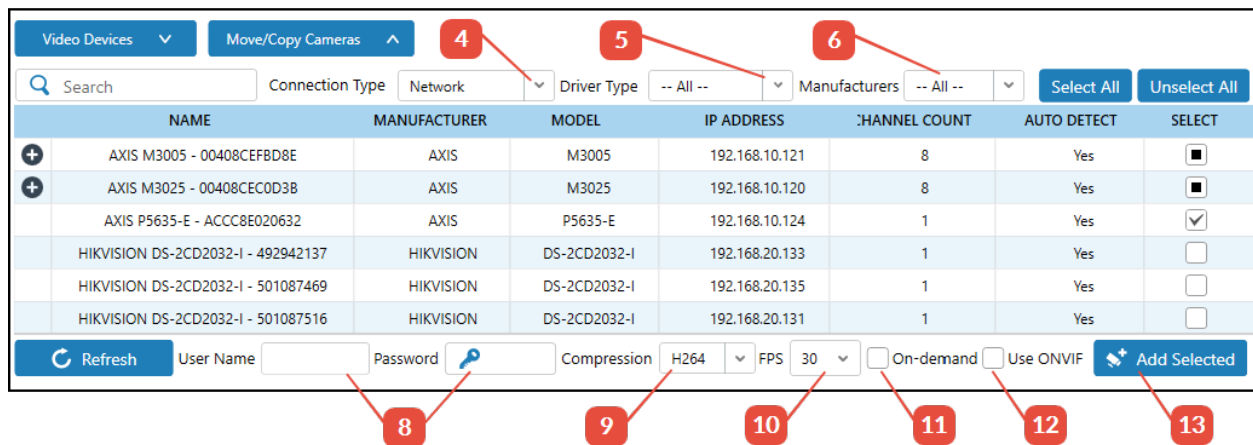 Video Devices Move/Copy Cameras 4 5 6
Search Connection Type Network Driver Type -- All -- Manufacturers -- All -- Select All Unselect All
NAME MANUFACTURER MODEL IP ADDRESS CHANNEL COUNT AUTO DETECT SELECT
AXIS M3005 - 00408CEFBD8E AXIS M3005 192.168.10.121 8 Yes
AXIS M3025 - 00408CEC0D3B AXIS M3025 192.168.10.120 8 Yes
AXIS P5635-E - ACCC8E020632 AXIS P5635-E 192.168.10.124 1 Yes
HIKVISION DS-2CD2032-I - 492942137 HIKVISION DS-2CD2032-I 192.168.20.133 1 Yes
HIKVISION DS-2CD2032-I - 501087469 HIKVISION DS-2CD2032-I 192.168.20.135 1 Yes
HIKVISION DS-2CD2032-I - 501087516 HIKVISION DS-2CD2032-I 192.168.20.131 1 Yes
Refresh User Name Password Compression H264 FPS 30 On-demand Use ONVIF Add Selected
8 9 10 11 12 13